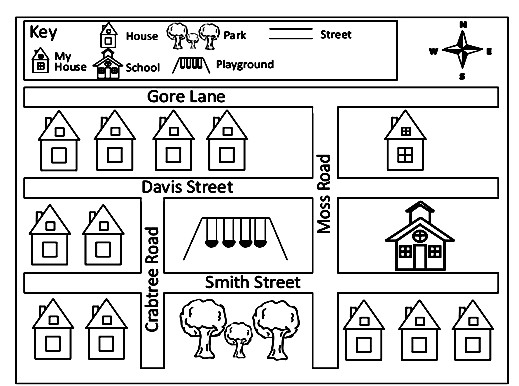 Key
House
Park
Street
My
House
School
Playground
N
W
E
S
Gore Lane
Davis Street
Moss Road
Crabtree Road
Smith Street